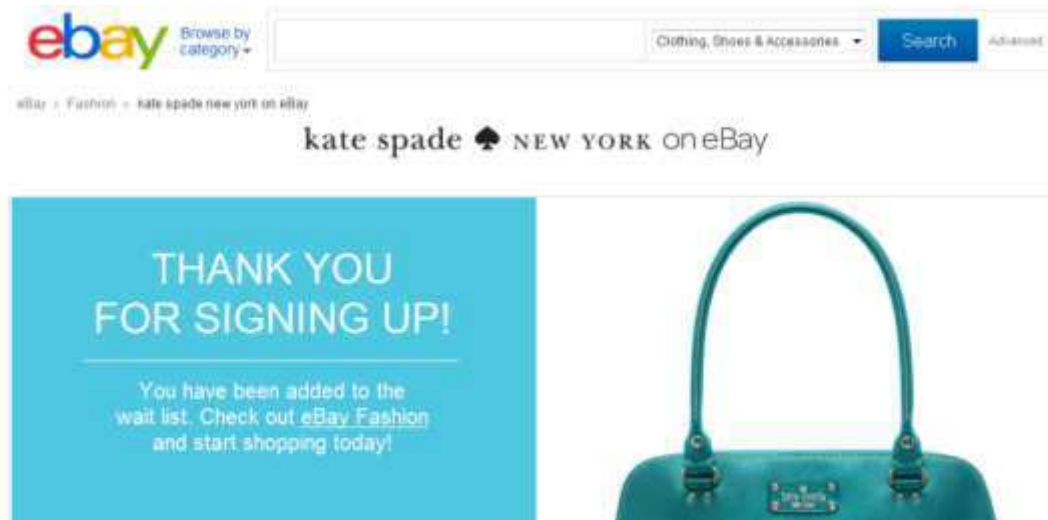 ebay
Browse by
category
Clothing, Shoes & Accessories
Search
Advanced
eBay > Fashion > kate spade new york on eBay
kate spade NEW YORK on eBay
THANK YOU
FOR SIGNING UP!
You have been added to the
wait list. Check out eBay Fashion
and start shopping today!
kate spade